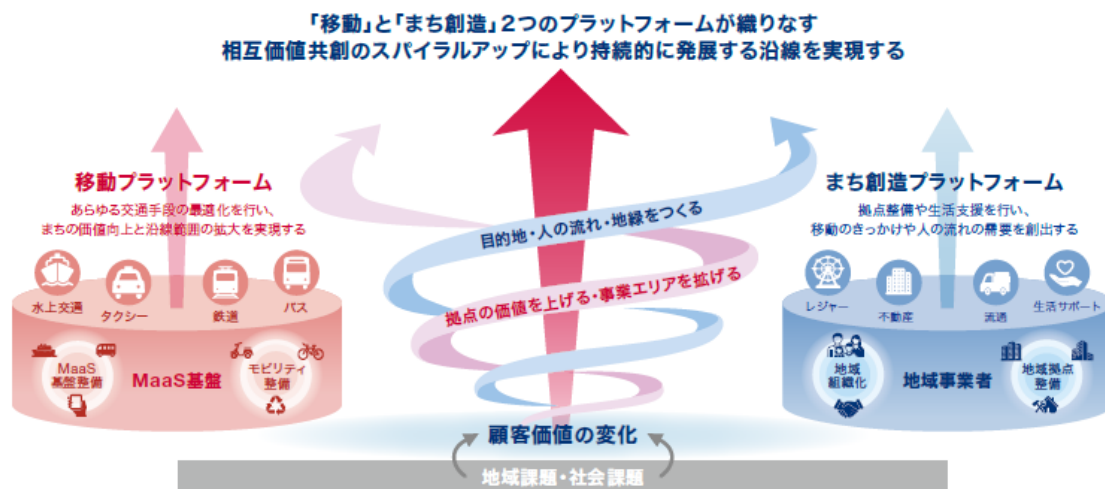 「移動」と「まち創造」2つのプラットフォームが織りなす
相互価値共創のスパイラルアップにより持続的に発展する沿線を実現する
移動プラットフォーム
あらゆる交通手段の最適化を行い、
まちの価値向上と沿線範囲の拡大を実現する
水上交通
タクシー
鉄道
バス
MaaS
基盤整備
MaaS基盤
モビリティ
整備
目的地・人の流れ・地縁をつくる
拠点の価値を上げる・事業エリアを拡げる
まち創造プラットフォーム
拠点整備や生活支援を行い、
移動のきっかけや人の流れの需要を創出する
レジャー
不動産
流通
生活サポート
地域
組織化
地域事業者
地域拠点
整備
顧客価値の変化
地域課題・社会課題